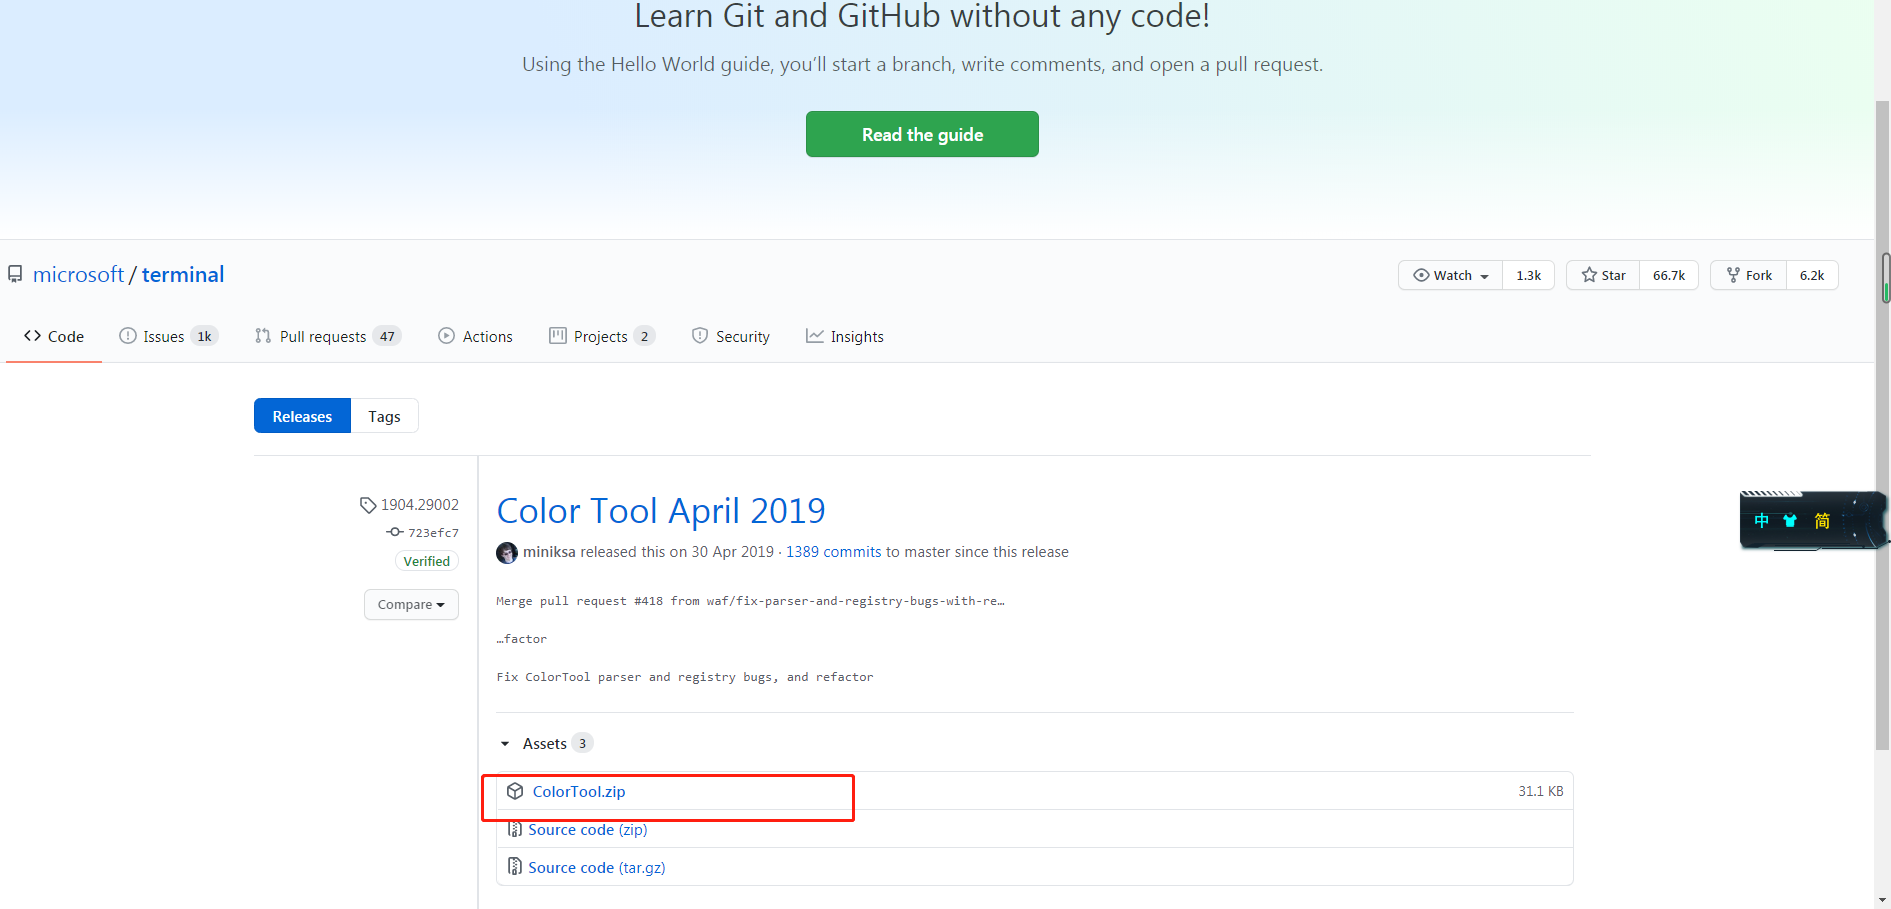 Learn Git and GitHub without any code!
Using the Hello World guide, you’ll start a branch, write comments, and open a pull request.
Read the guide
microsoft / terminal
Watch 1.3k Star 66.7k Fork 6.2k
Code Issues 1k Pull requests 47 Actions Projects 2 Security Insights
Releases Tags
1904.29002
723efc7
Verified
Compare
Color Tool April 2019
miniksa released this on 30 Apr 2019 · 1389 commits to master since this release
Merge pull request #418 from waf/fix-parser-and-registry-bugs-with-re…
…factor
Fix ColorTool parser and registry bugs, and refactor
Assets 3
ColorTool.zip 31.1 KB
Source code (zip)
Source code (tar.gz)
中 简